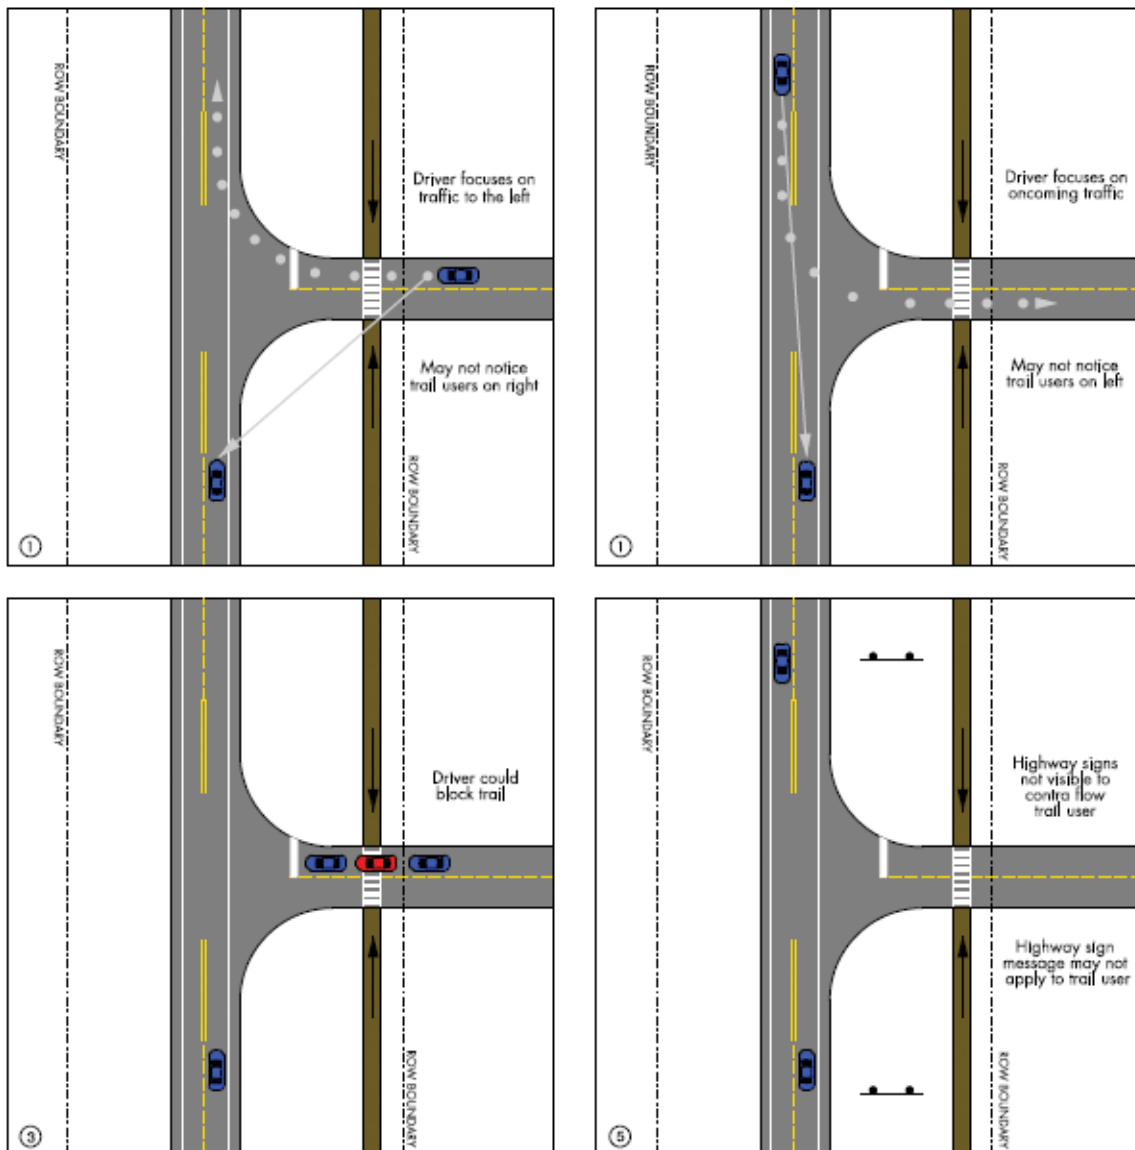 ROW BOUNDARY
Driver focuses on
traffic to the left
May not notice
trail users on right
ROW BOUNDARY
1
ROW BOUNDARY
Driver focuses on
oncoming traffic
May not notice
trail users on left
ROW BOUNDARY
1
ROW BOUNDARY
Driver could
block trail
ROW BOUNDARY
3
ROW BOUNDARY
Highway signs
not visible to
contra flow
trail user
Highway sign
message may not
apply to trail user
ROW BOUNDARY
5